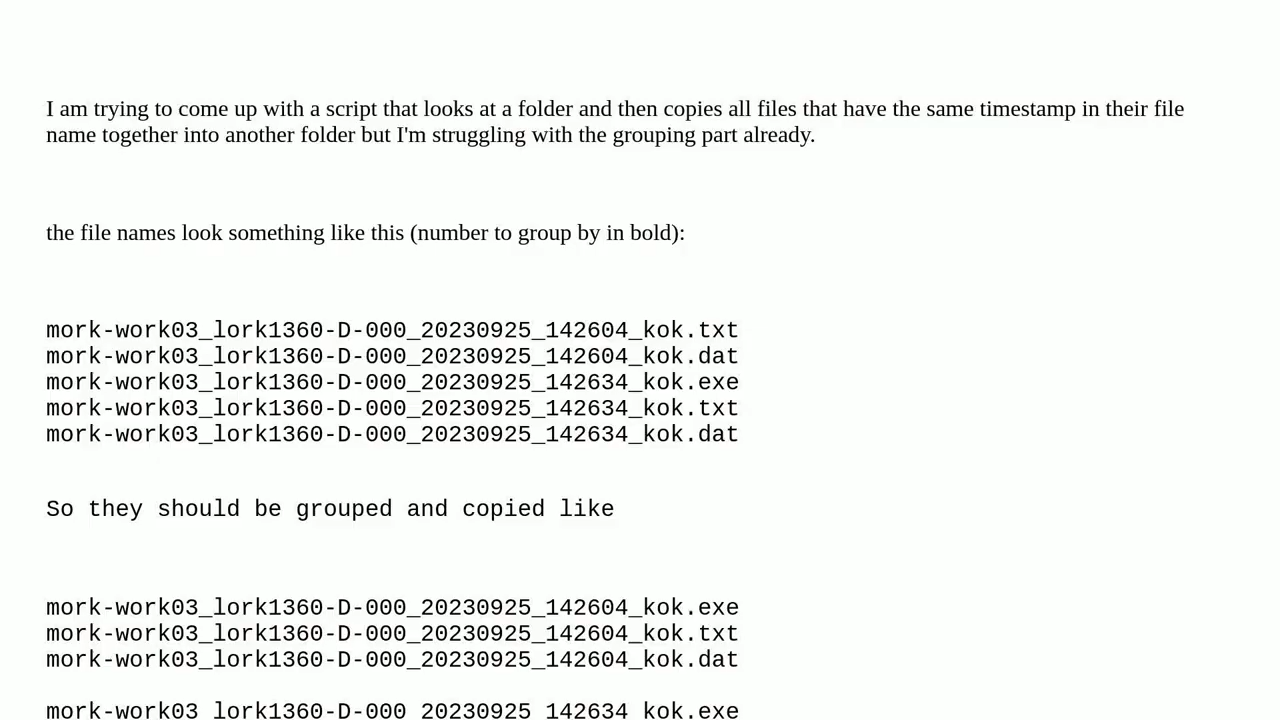 I am trying to come up with a script that looks at a folder and then copies all files that have the same timestamp in their file
name together into another folder but I'm struggling with the grouping part already.
the file names look something like this (number to group by in bold):
mork-work03_lork1360-D-000_20230925_142604_kok.txt
mork-work03_lork1360-D-000_20230925_142604_kok.dat
mork-work03_lork1360-D-000_20230925_142634_kok.exe
mork-work03_lork1360-D-000_20230925_142634_kok.txt
mork-work03_lork1360-D-000_20230925_142634_kok.dat
So they should be grouped and copied like
mork-work03_lork1360-D-000_20230925_142604_kok.exe
mork-work03_lork1360-D-000_20230925_142604_kok.txt
mork-work03_lork1360-D-000_20230925_142604_kok.dat
mork-work03_lork1360-D-000_20230925_142634_kok.exe